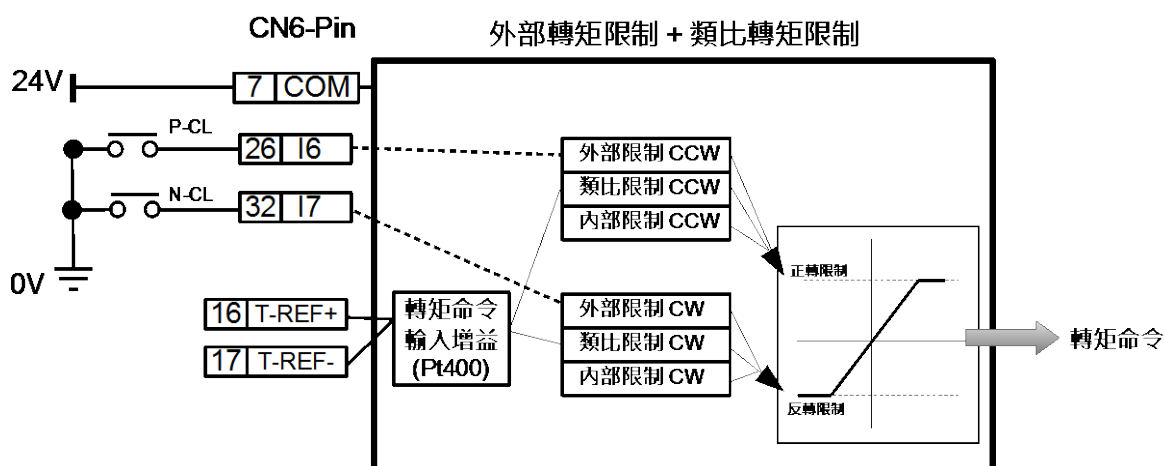 CN6-Pin
外部轉矩限制 + 類比轉矩限制
24V
7 COM
P-CL
26 I6
外部限制 CCW
類比限制 CCW
N-CL
32 I7
內部限制 CCW
0V
正轉限制
16 T-REF+
轉矩命令
輸入增益
(Pt400)
外部限制 CW
類比限制 CW
內部限制 CW
轉矩命令
17 T-REF-
反轉限制